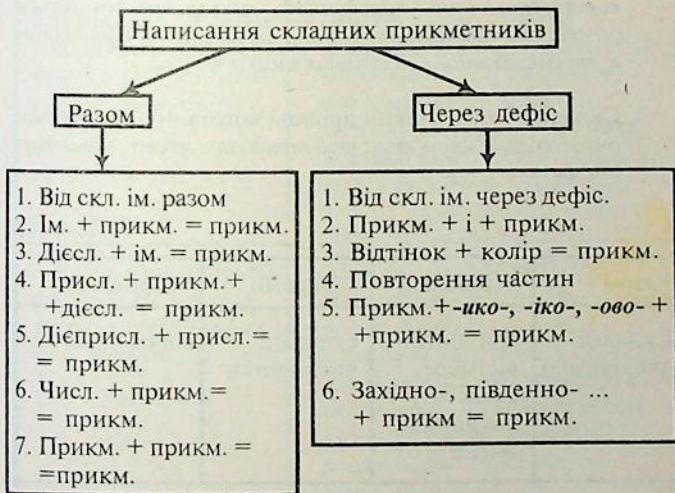 Написання складних прикметників
Разом
1. Від скл. ім. разом
2. Ім. + прикм. = прикм.
3. Дієсл. + ім. = прикм.
4. Присл. + прикм.+
+дієсл. = прикм.
5. Дієприсл. + присл.=
= прикм.
6. Числ. + прикм.=
= прикм.
7. Прикм. + прикм. =
=прикм.
Через дефіс
1. Від скл. ім. через дефіс.
2. Прикм. + і + прикм.
3. Відтінок + колір = прикм.
4. Повторення частин
5. Прикм.+-ико-, -іко-, -ово- +
+прикм. = прикм.
6. Західно-, південно- ...
+ прикм = прикм.